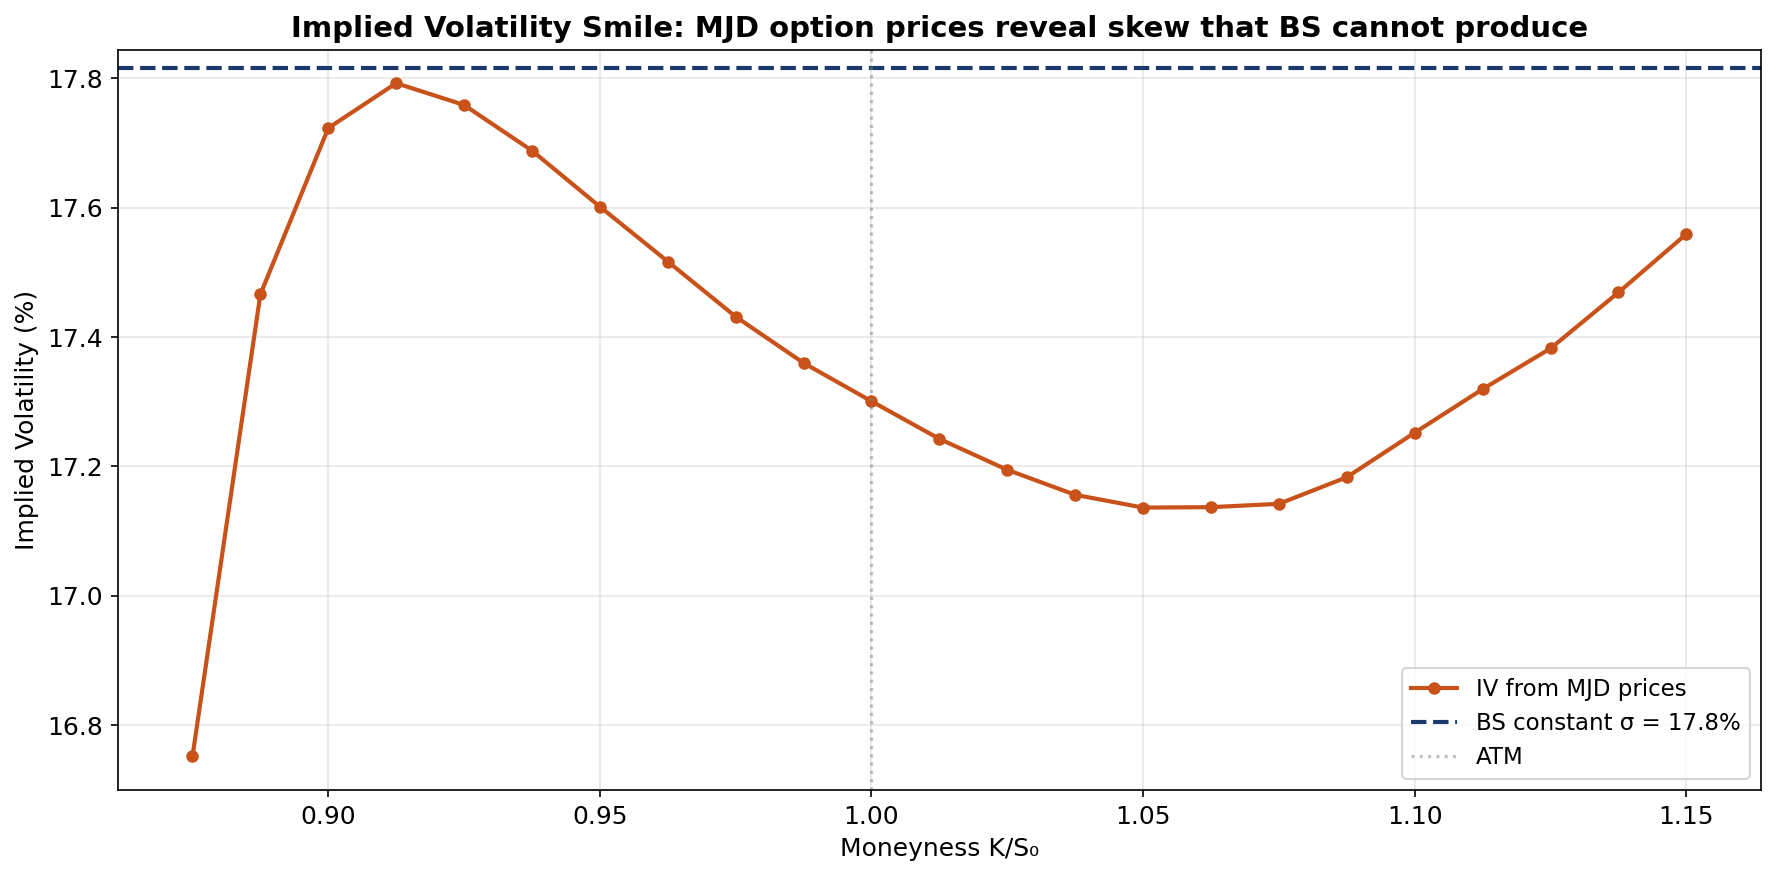 Implied Volatility Smile: MJD option prices reveal skew that BS cannot produce
Implied Volatility (%)
17.8
17.6
17.4
17.2
17.0
16.8
IV from MJD prices
BS constant σ = 17.8%
ATM
0.90 0.95 1.00 1.05 1.10 1.15
Moneyness K/S₀